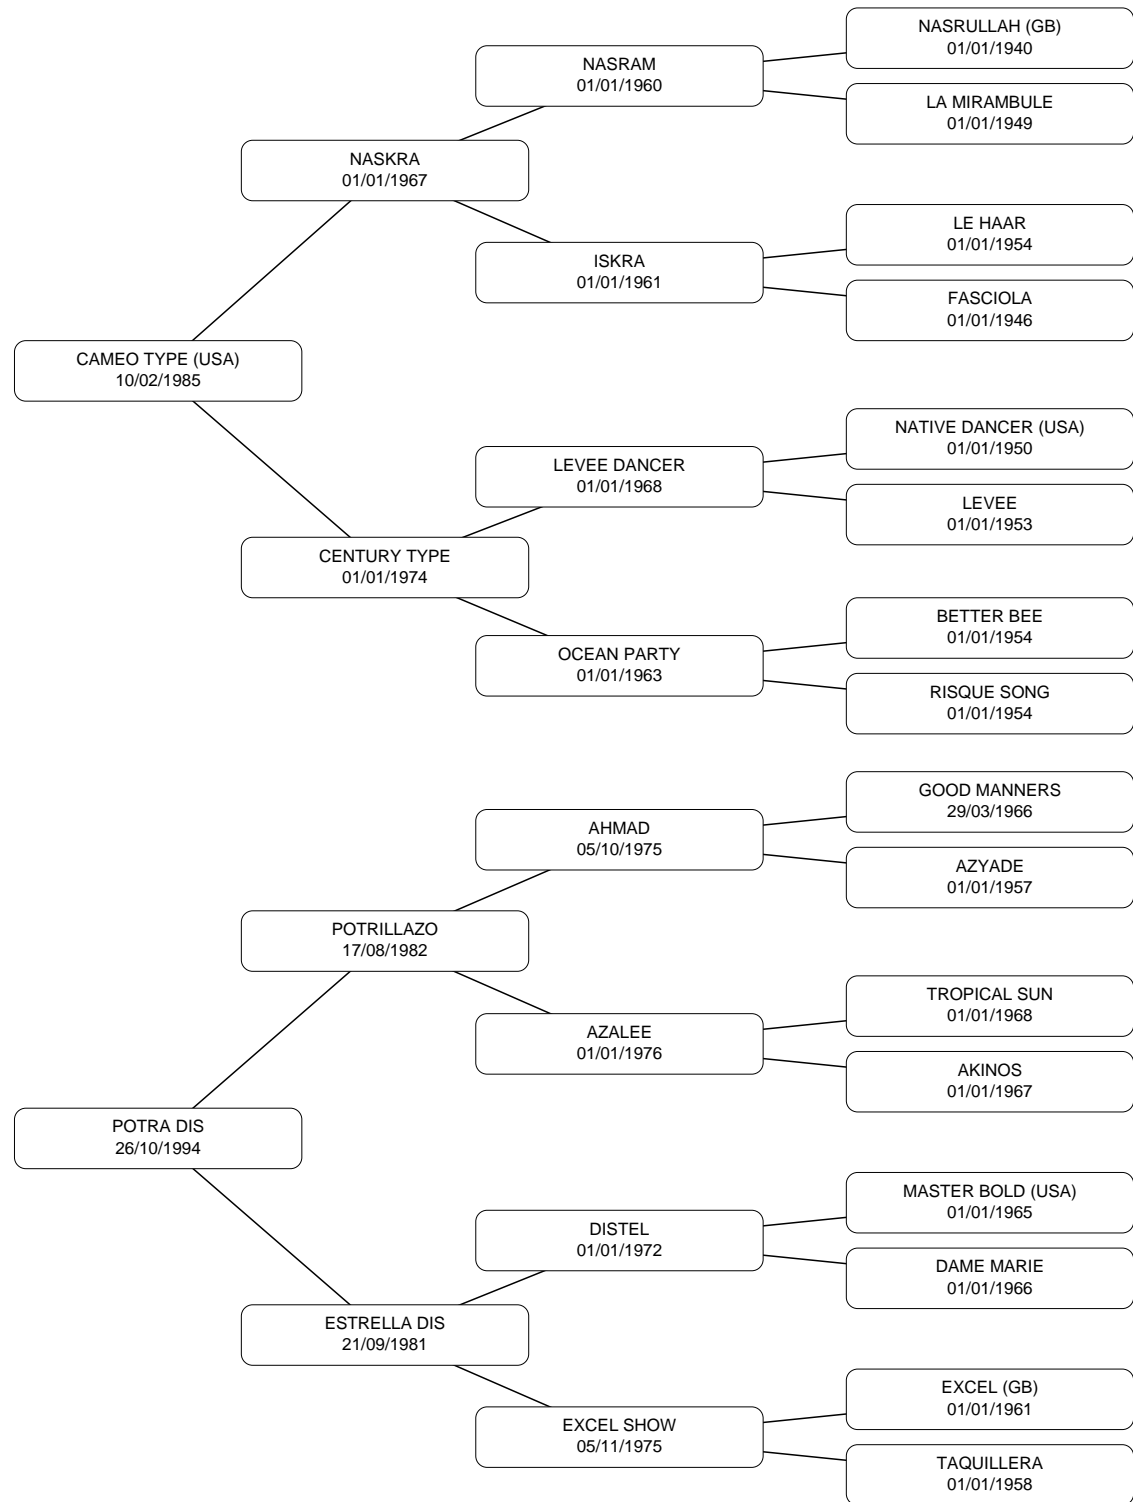 NASRULLAH (GB)
01/01/1940
NASRAM
01/01/1960
LA MIRAMBULE
01/01/1949
NASKRA
01/01/1967
LE HAAR
01/01/1954
ISKRA
01/01/1961
FASCIOLA
01/01/1946
CAMEO TYPE (USA)
10/02/1985
NATIVE DANCER (USA)
01/01/1950
LEVEE DANCER
01/01/1968
LEVEE
01/01/1953
CENTURY TYPE
01/01/1974
BETTER BEE
01/01/1954
OCEAN PARTY
01/01/1963
RISQUE SONG
01/01/1954
GOOD MANNERS
29/03/1966
AHMAD
05/10/1975
AZYADE
01/01/1957
POTRILLAZO
17/08/1982
TROPICAL SUN
01/01/1968
AZALEE
01/01/1976
AKINOS
01/01/1967
POTRA DIS
26/10/1994
MASTER BOLD (USA)
01/01/1965
DISTEL
01/01/1972
DAME MARIE
01/01/1966
ESTRELLA DIS
21/09/1981
EXCEL (GB)
01/01/1961
EXCEL SHOW
05/11/1975
TAQUILLERA
01/01/1958